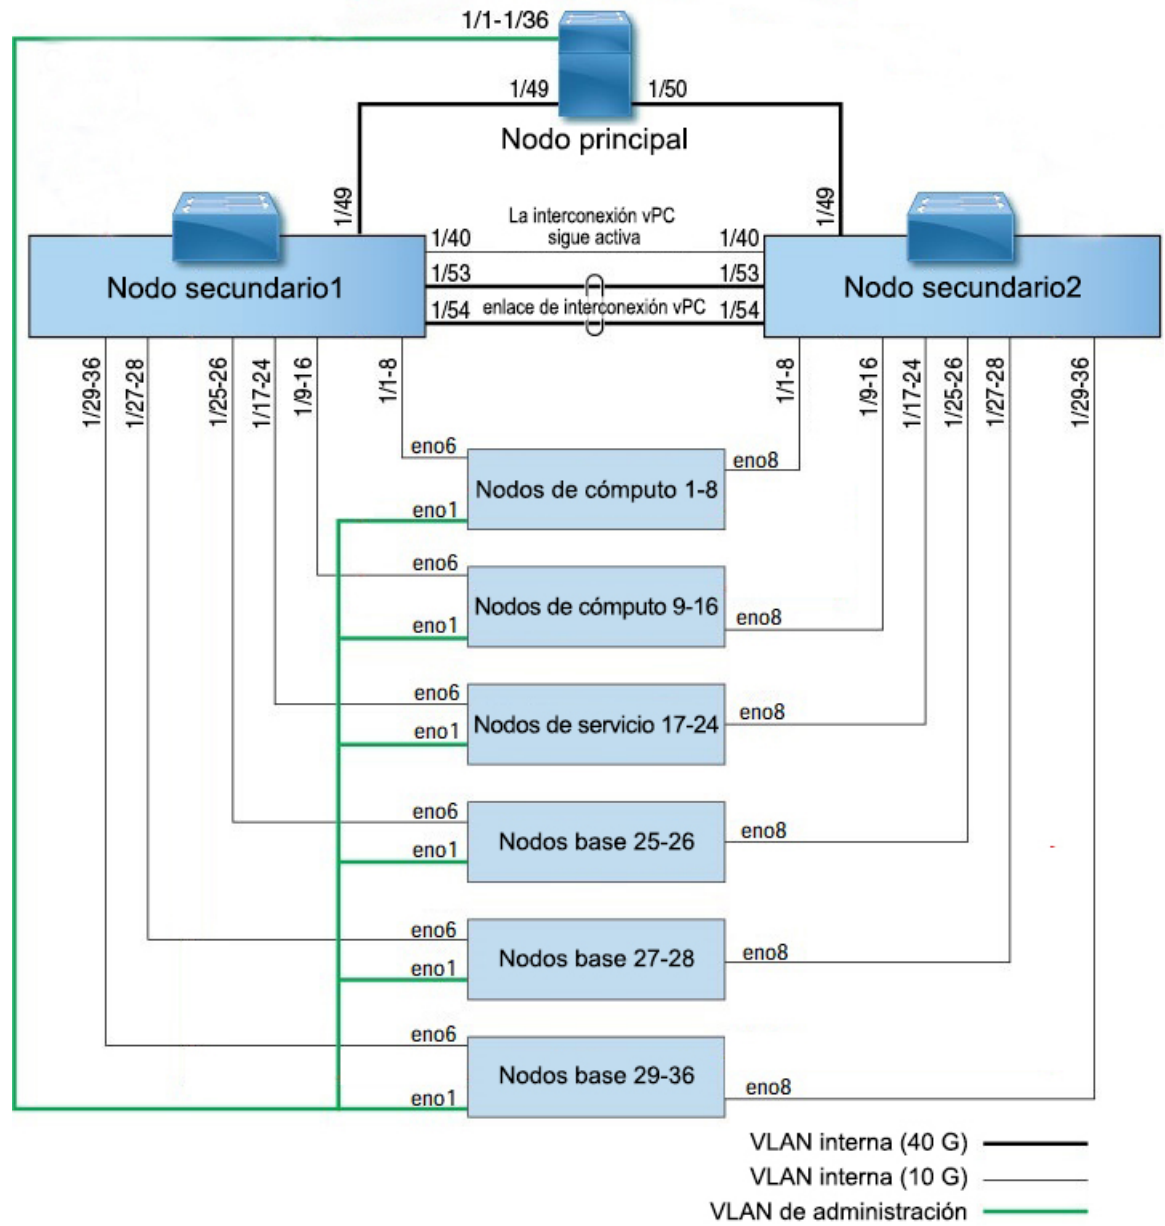 1/1-1/36
1/49
1/50
Nodo principal
1/49
1/49
La interconexión vPC
sigue activa
1/40
1/40
1/53
1/53
Nodo secundario1
Nodo secundario2
1/54
enlace de interconexión vPC
1/54
1/29-36
1/27-28
1/25-26
1/17-24
1/9-16
1/1-8
1/1-8
1/9-16
1/17-24
1/25-26
1/27-28
1/29-36
eno6
eno8
Nodos de cómputo 1-8
eno1
eno6
Nodos de cómputo 9-16
eno8
eno1
eno6
eno8
Nodos de servicio 17-24
eno1
eno6
eno8
Nodos base 25-26
eno1
eno6
eno8
Nodos base 27-28
eno1
eno6
Nodos base 29-36
eno8
eno1
VLAN interna (40 G)
VLAN interna (10 G)
VLAN de administración